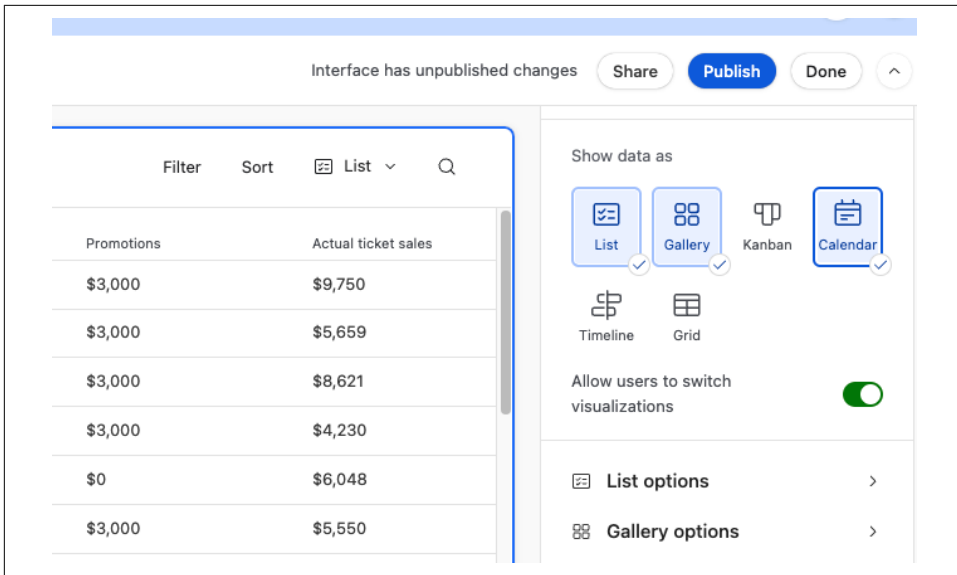 Interface has unpublished changes Share Publish Done
Filter Sort List
Promotions Actual ticket sales
$3,000 $9,750
$3,000 $5,659
$3,000 $8,621
$3,000 $4,230
$0 $6,048
$3,000 $5,550
Show data as
List Gallery Kanban Calendar
Timeline Grid
Allow users to switch
visualizations
List options
Gallery options